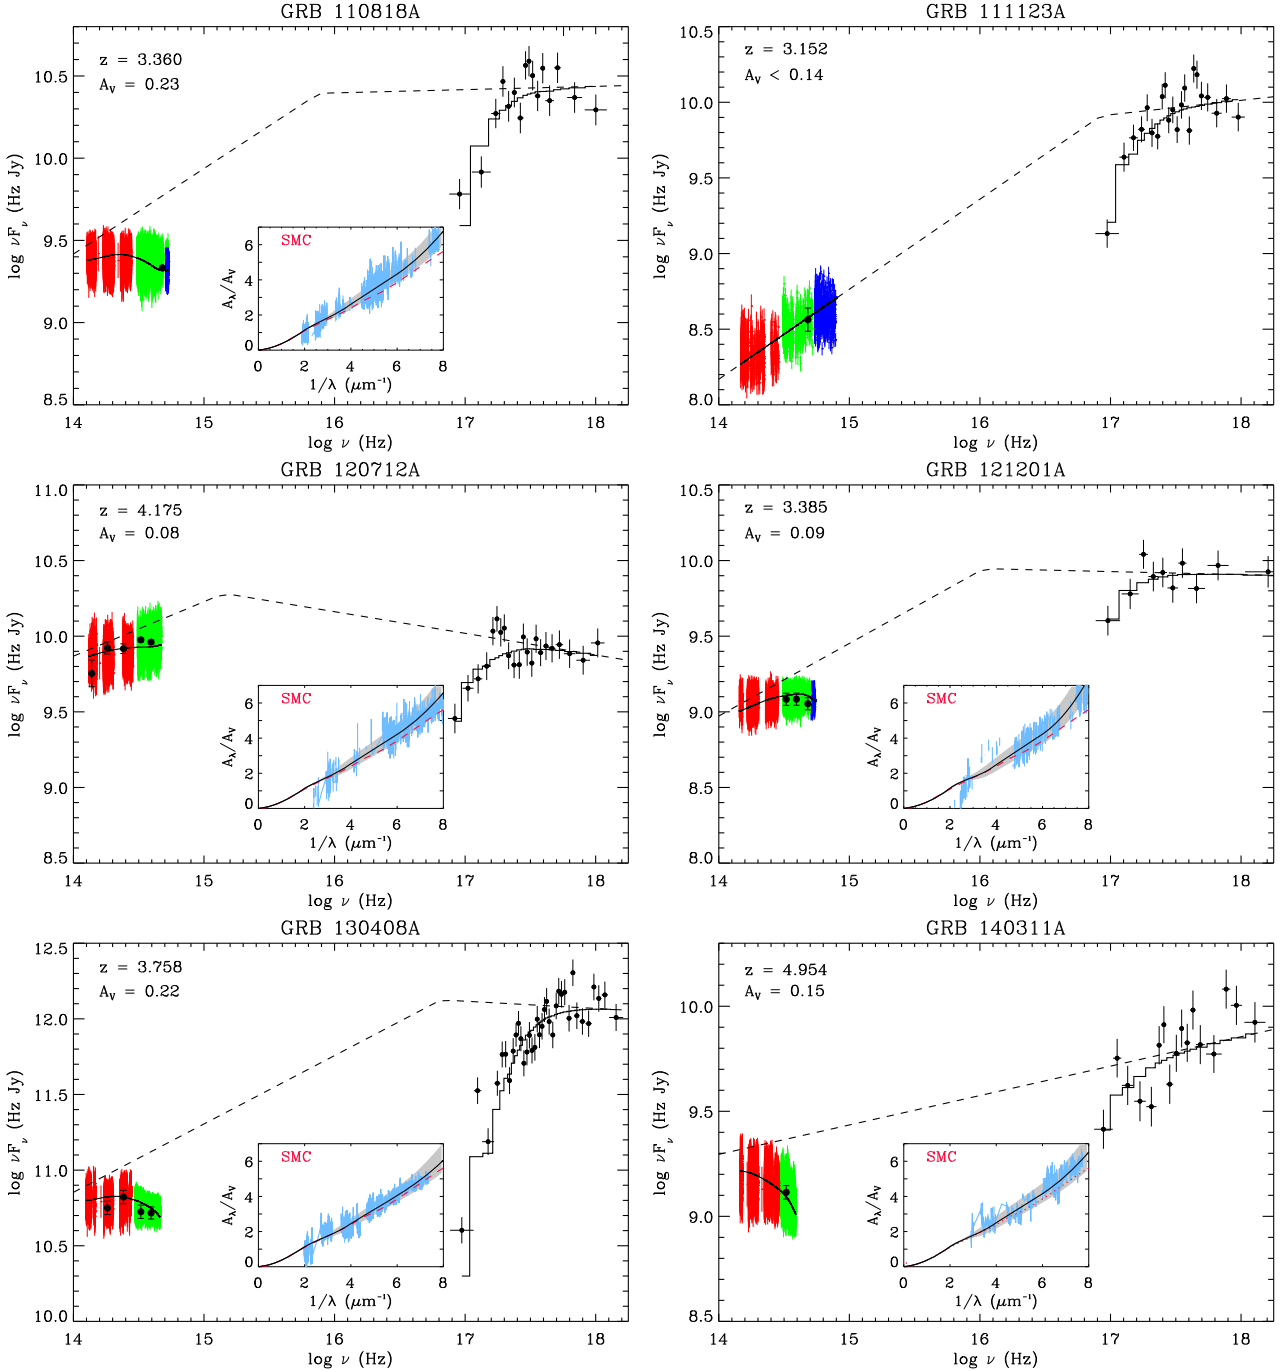 GRB 110818A
z = 3.360
A_V = 0.23
log νF_ν (Hz Jy)
10.5
10.0
9.5
9.0
8.5
14 15 16 17 18
log ν (Hz)
SMC
A_λ/A_V
6
4
2
0
0 2 4 6 8
1/λ (μm⁻¹)
GRB 111123A
z = 3.152
A_V < 0.14
log νF_ν (Hz Jy)
10.5
10.0
9.5
9.0
8.5
8.0
14 15 16 17 18
log ν (Hz)
GRB 120712A
z = 4.175
A_V = 0.08
log νF_ν (Hz Jy)
11.0
10.5
10.0
9.5
9.0
8.5
14 15 16 17 18
log ν (Hz)
SMC
A_λ/A_V
6
4
2
0
0 2 4 6 8
1/λ (μm⁻¹)
GRB 121201A
z = 3.385
A_V = 0.09
log νF_ν (Hz Jy)
10.5
10.0
9.5
9.0
8.5
8.0
14 15 16 17 18
log ν (Hz)
SMC
A_λ/A_V
6
4
2
0
0 2 4 6 8
1/λ (μm⁻¹)
GRB 130408A
z = 3.758
A_V = 0.22
log νF_ν (Hz Jy)
12.5
12.0
11.5
11.0
10.5
10.0
14 15 16 17 18
log ν (Hz)
SMC
A_λ/A_V
6
4
2
0
0 2 4 6 8
1/λ (μm⁻¹)
GRB 140311A
z = 4.954
A_V = 0.15
log νF_ν (Hz Jy)
10.0
9.5
9.0
8.5
14 15 16 17 18
log ν (Hz)
SMC
A_λ/A_V
6
4
2
0
0 2 4 6 8
1/λ (μm⁻¹)